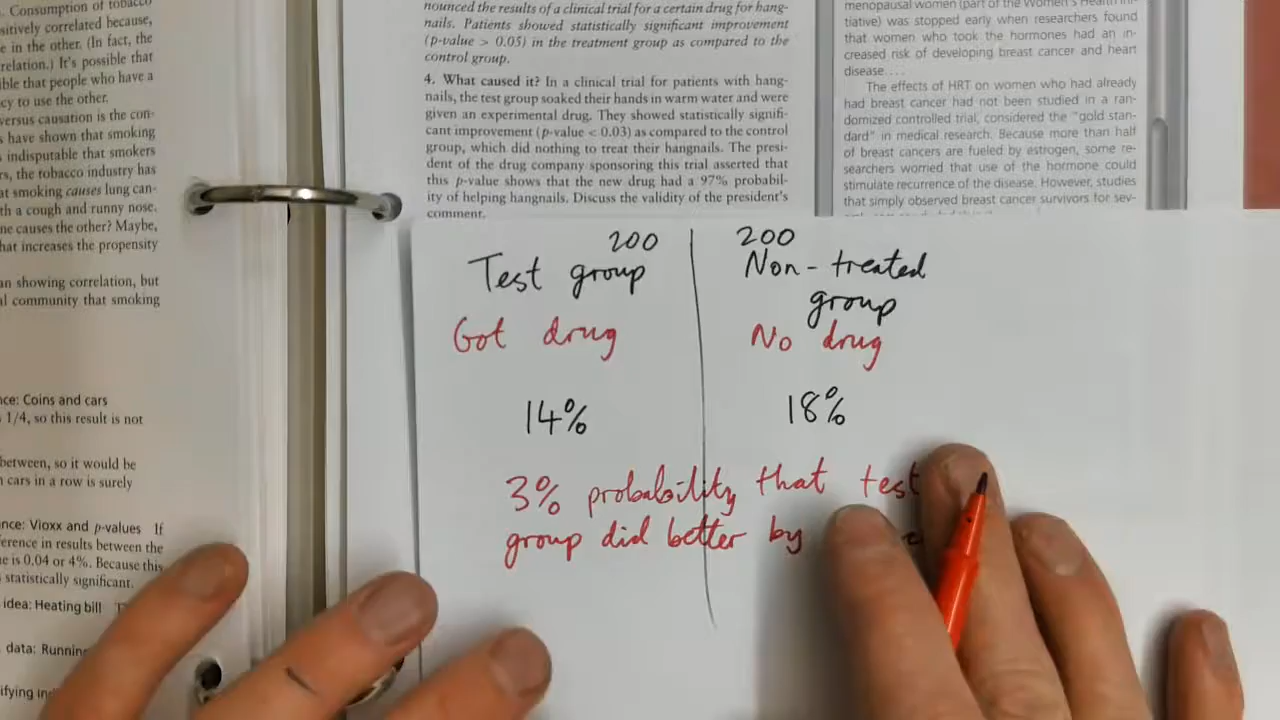 . Consumption of tobacco
sitively correlated because,
e in the other. (In fact, the
relation.) It's possible that
ible that people who have a
cy to use the other.
versus causation is the con-
s have shown that smoking
indisputable that smokers
rs, the tobacco industry has
at smoking causes lung can-
th a cough and runny nose.
ne causes the other? Maybe,
hat increases the propensity
an showing correlation, but
al community that smoking
nce: Coins and cars
1/4, so this result is not
between, so it would be
n cars in a row is surely
nce: Vioxx and p-values If
ference in results between the
e is 0.04 or 4%. Because this
statistically significant.
idea: Heating bill
data: Running
ifying in
nounced the results of a clinical trial for a certain drug for hang-
nails. Patients showed statistically significant improvement
(p-value > 0.05) in the treatment group as compared to the
control group.
4. What caused it? In a clinical trial for patients with hang-
nails, the test group soaked their hands in warm water and were
given an experimental drug. They showed statistically signifi-
cant improvement (p-value < 0.03) as compared to the control
group, which did nothing to treat their hangnails. The presi-
dent of the drug company sponsoring this trial asserted that
this p-value shows that the new drug had a 97% probabil-
ity of helping hangnails. Discuss the validity of the president's
comment.
menopausal women (part of the Women's Health Ini-
tiative) was stopped early when researchers found
that women who took the hormones had an in-
creased risk of developing breast cancer and heart
disease....
The effects of HRT on women who had already
had breast cancer had not been studied in a ran-
domized controlled trial, considered the "gold stan-
dard" in medical research. Because more than half
of breast cancers are fueled by estrogen, some re-
searchers worried that use of the hormone could
stimulate recurrence of the disease. However, studies
that simply observed breast cancer survivors for sev-
200
Test group
Got drug
14%
200
Non-treated
group
No drug
18%
3% probability that test
group did better by